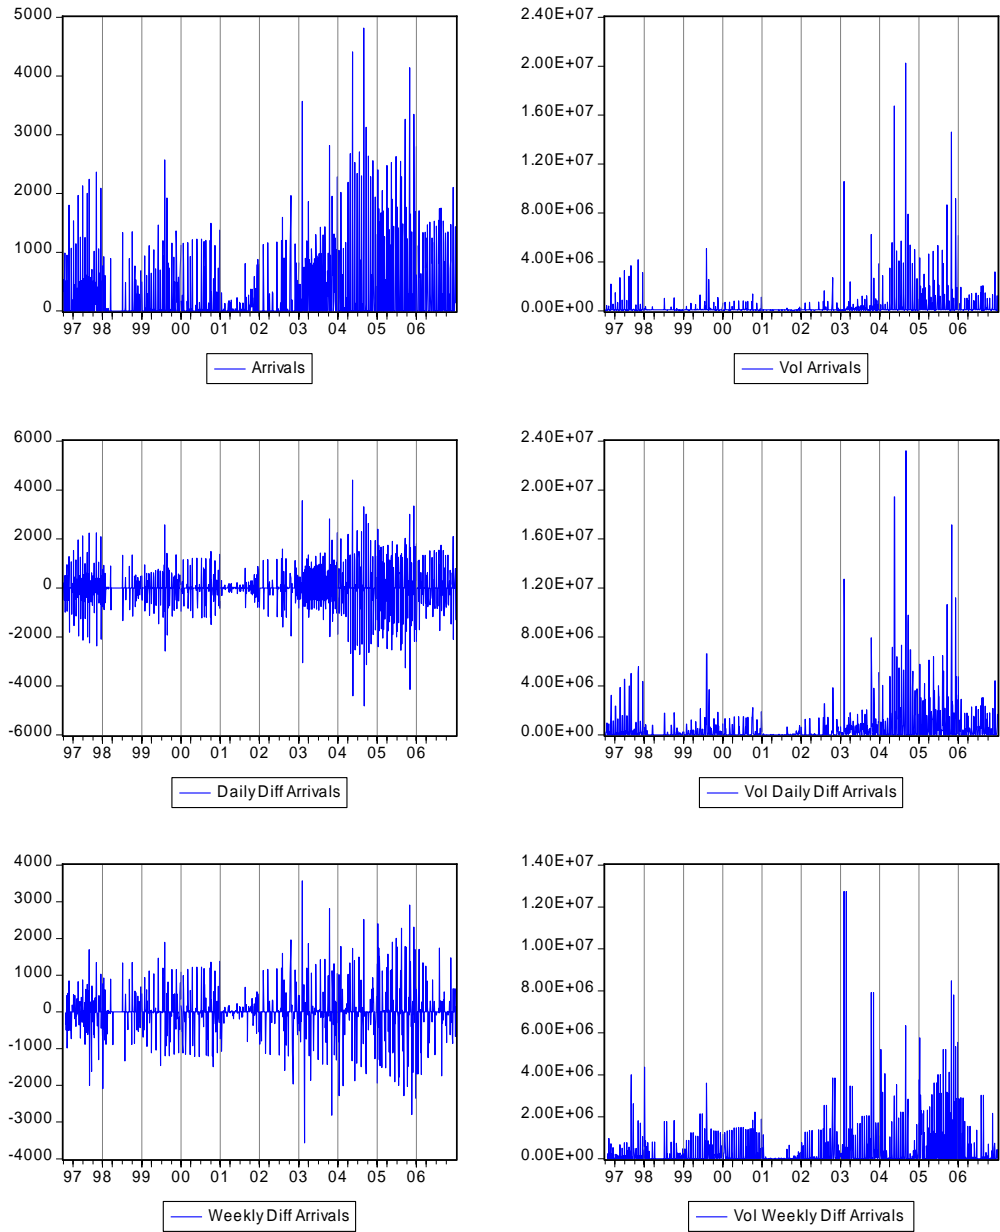 5000
4000
3000
2000
1000
0
97 98 99 00 01 02 03 04 05 06
Arrivals
2.40E+07
2.00E+07
1.60E+07
1.20E+07
8.00E+06
4.00E+06
0.00E+00
97 98 99 00 01 02 03 04 05 06
Vol Arrivals
6000
4000
2000
0
-2000
-4000
-6000
97 98 99 00 01 02 03 04 05 06
Daily Diff Arrivals
2.40E+07
2.00E+07
1.60E+07
1.20E+07
8.00E+06
4.00E+06
0.00E+00
97 98 99 00 01 02 03 04 05 06
Vol Daily Diff Arrivals
4000
3000
2000
1000
0
-1000
-2000
-3000
-4000
97 98 99 00 01 02 03 04 05 06
Weekly Diff Arrivals
1.40E+07
1.20E+07
1.00E+07
8.00E+06
6.00E+06
4.00E+06
2.00E+06
0.00E+00
97 98 99 00 01 02 03 04 05 06
Vol Weekly Diff Arrivals